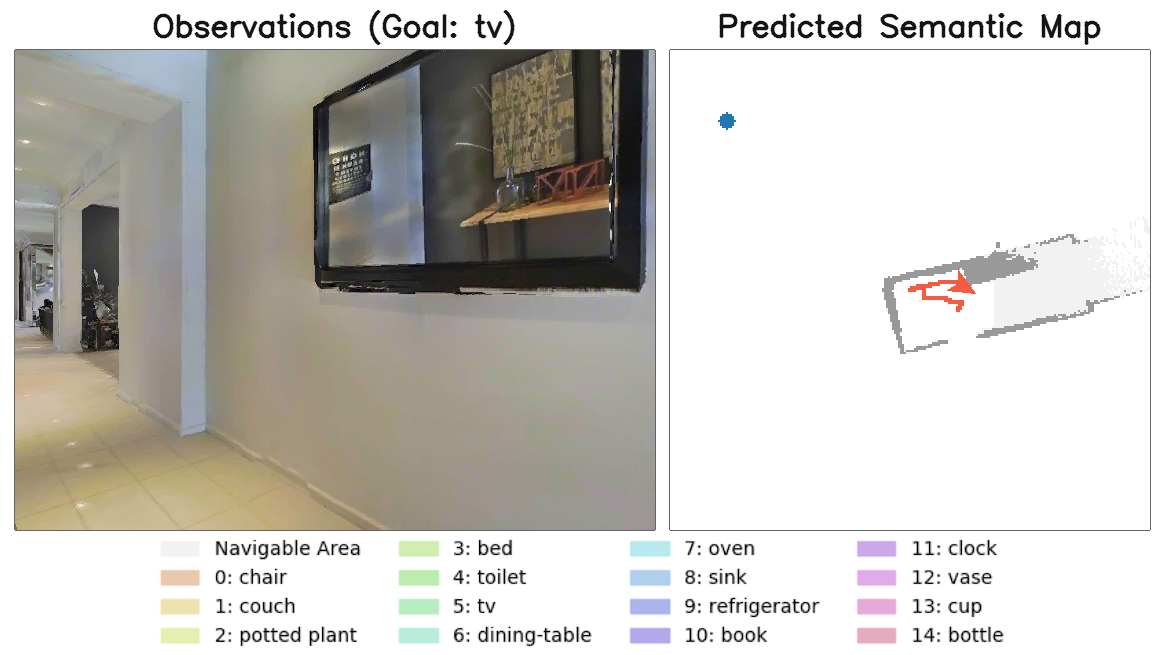 Observations (Goal: tv)
Predicted Semantic Map
Navigable Area
0: chair
1: couch
2: potted plant
3: bed
4: toilet
5: tv
6: dining-table
7: oven
8: sink
9: refrigerator
10: book
11: clock
12: vase
13: cup
14: bottle